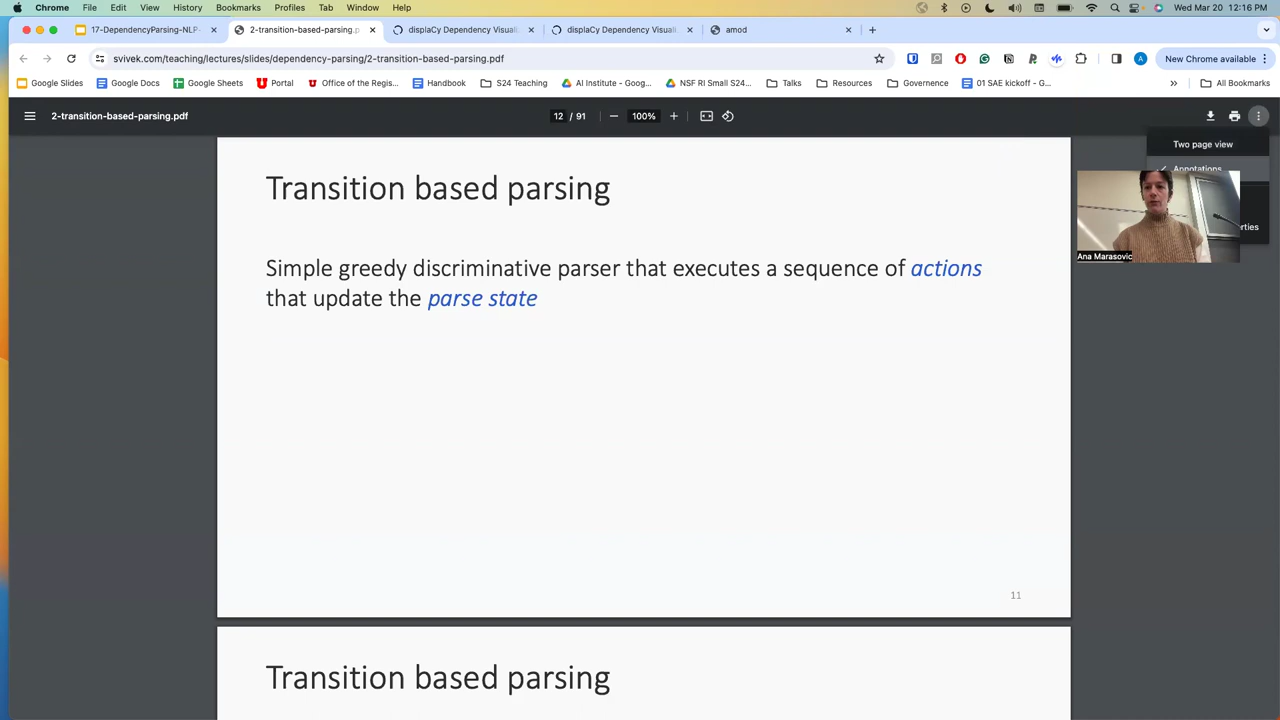 Chrome File Edit View History Bookmarks Profiles Tab Window Help Wed Mar 20 12:16 PM
17-DependencyParsing-NLP- 2-transition-based-parsing.p displaCy Dependency Visuali displaCy Dependency Visuali amod
svivek.com/teaching/lectures/slides/dependency-parsing/2-transition-based-parsing.pdf New Chrome available
Google Slides Google Docs Google Sheets Portal Office of the Regis... Handbook S24 Teaching AI Institute - Goog... NSF RI Small S24... Talks Resources Governence 01 SAE kickoff - G... » All Bookmarks
2-transition-based-parsing.pdf 12 / 91 100%
Two page view
Annotations
erties
Ana Marasovic
Transition based parsing
Simple greedy discriminative parser that executes a sequence of actions
that update the parse state
11
Transition based parsing